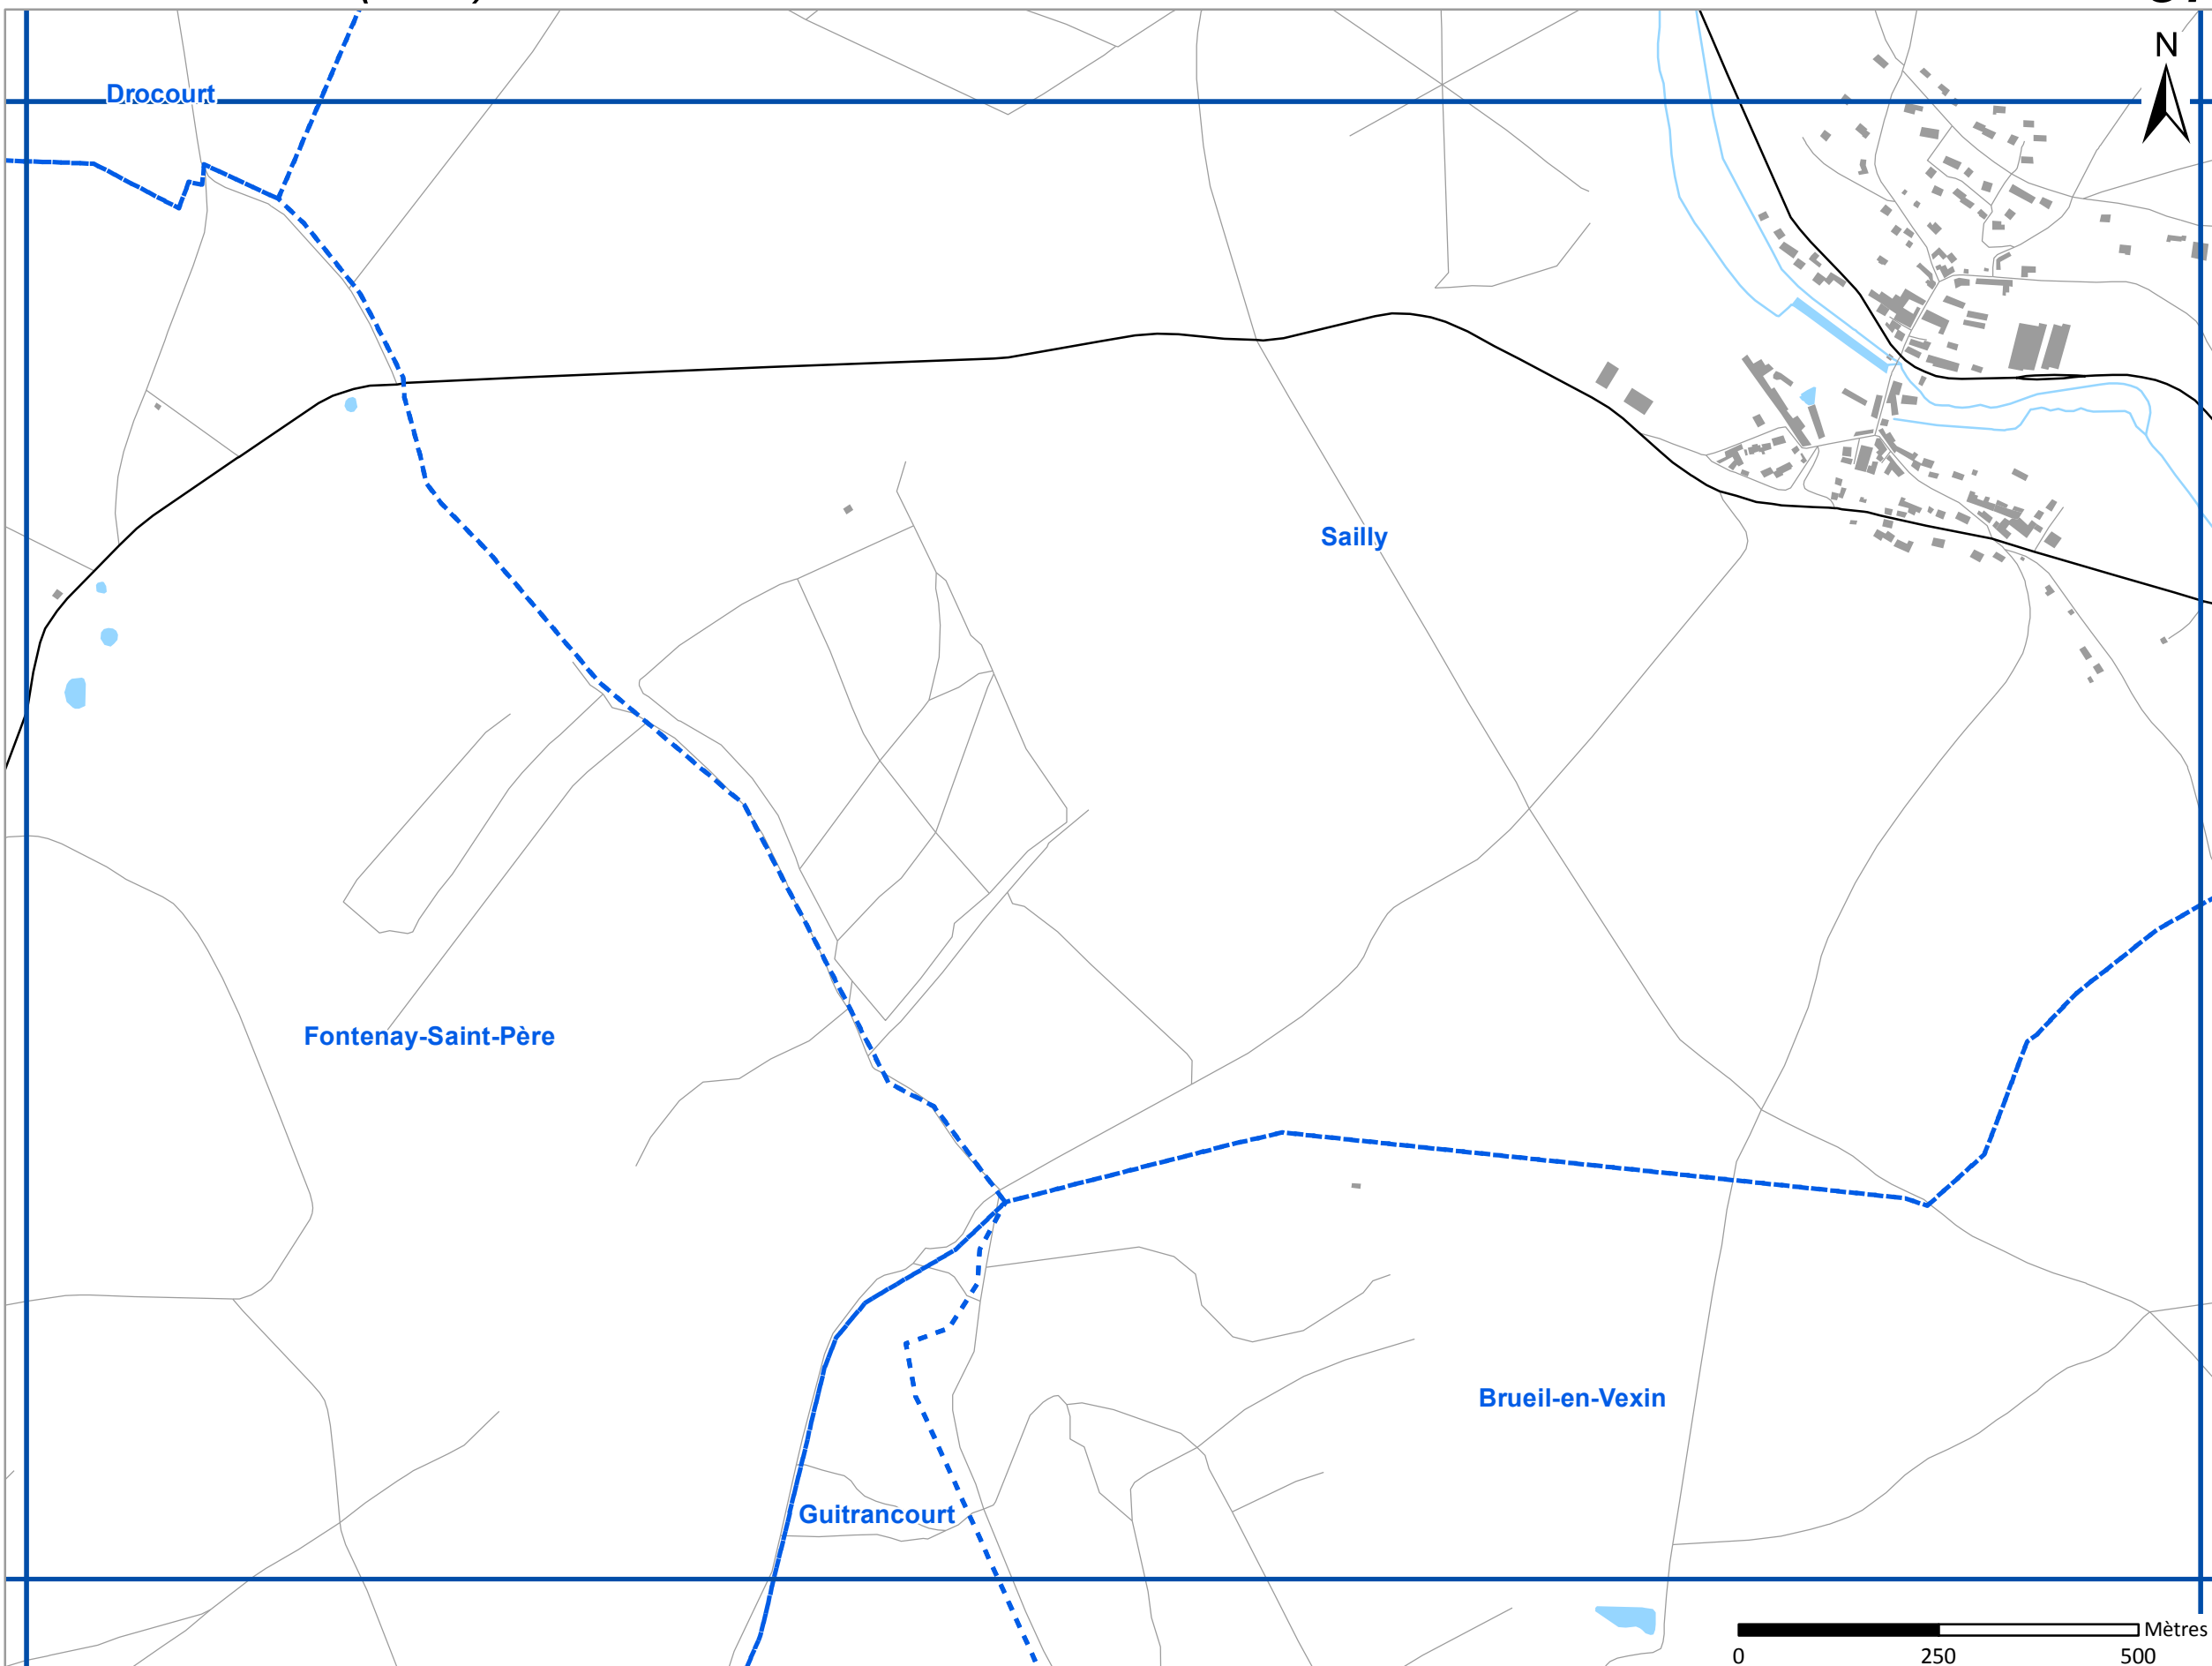 N
Drocourt
Sailly
Fontenay-Saint-Père
Brueil-en-Vexin
Guitrancourt
Mètres
0 250 500